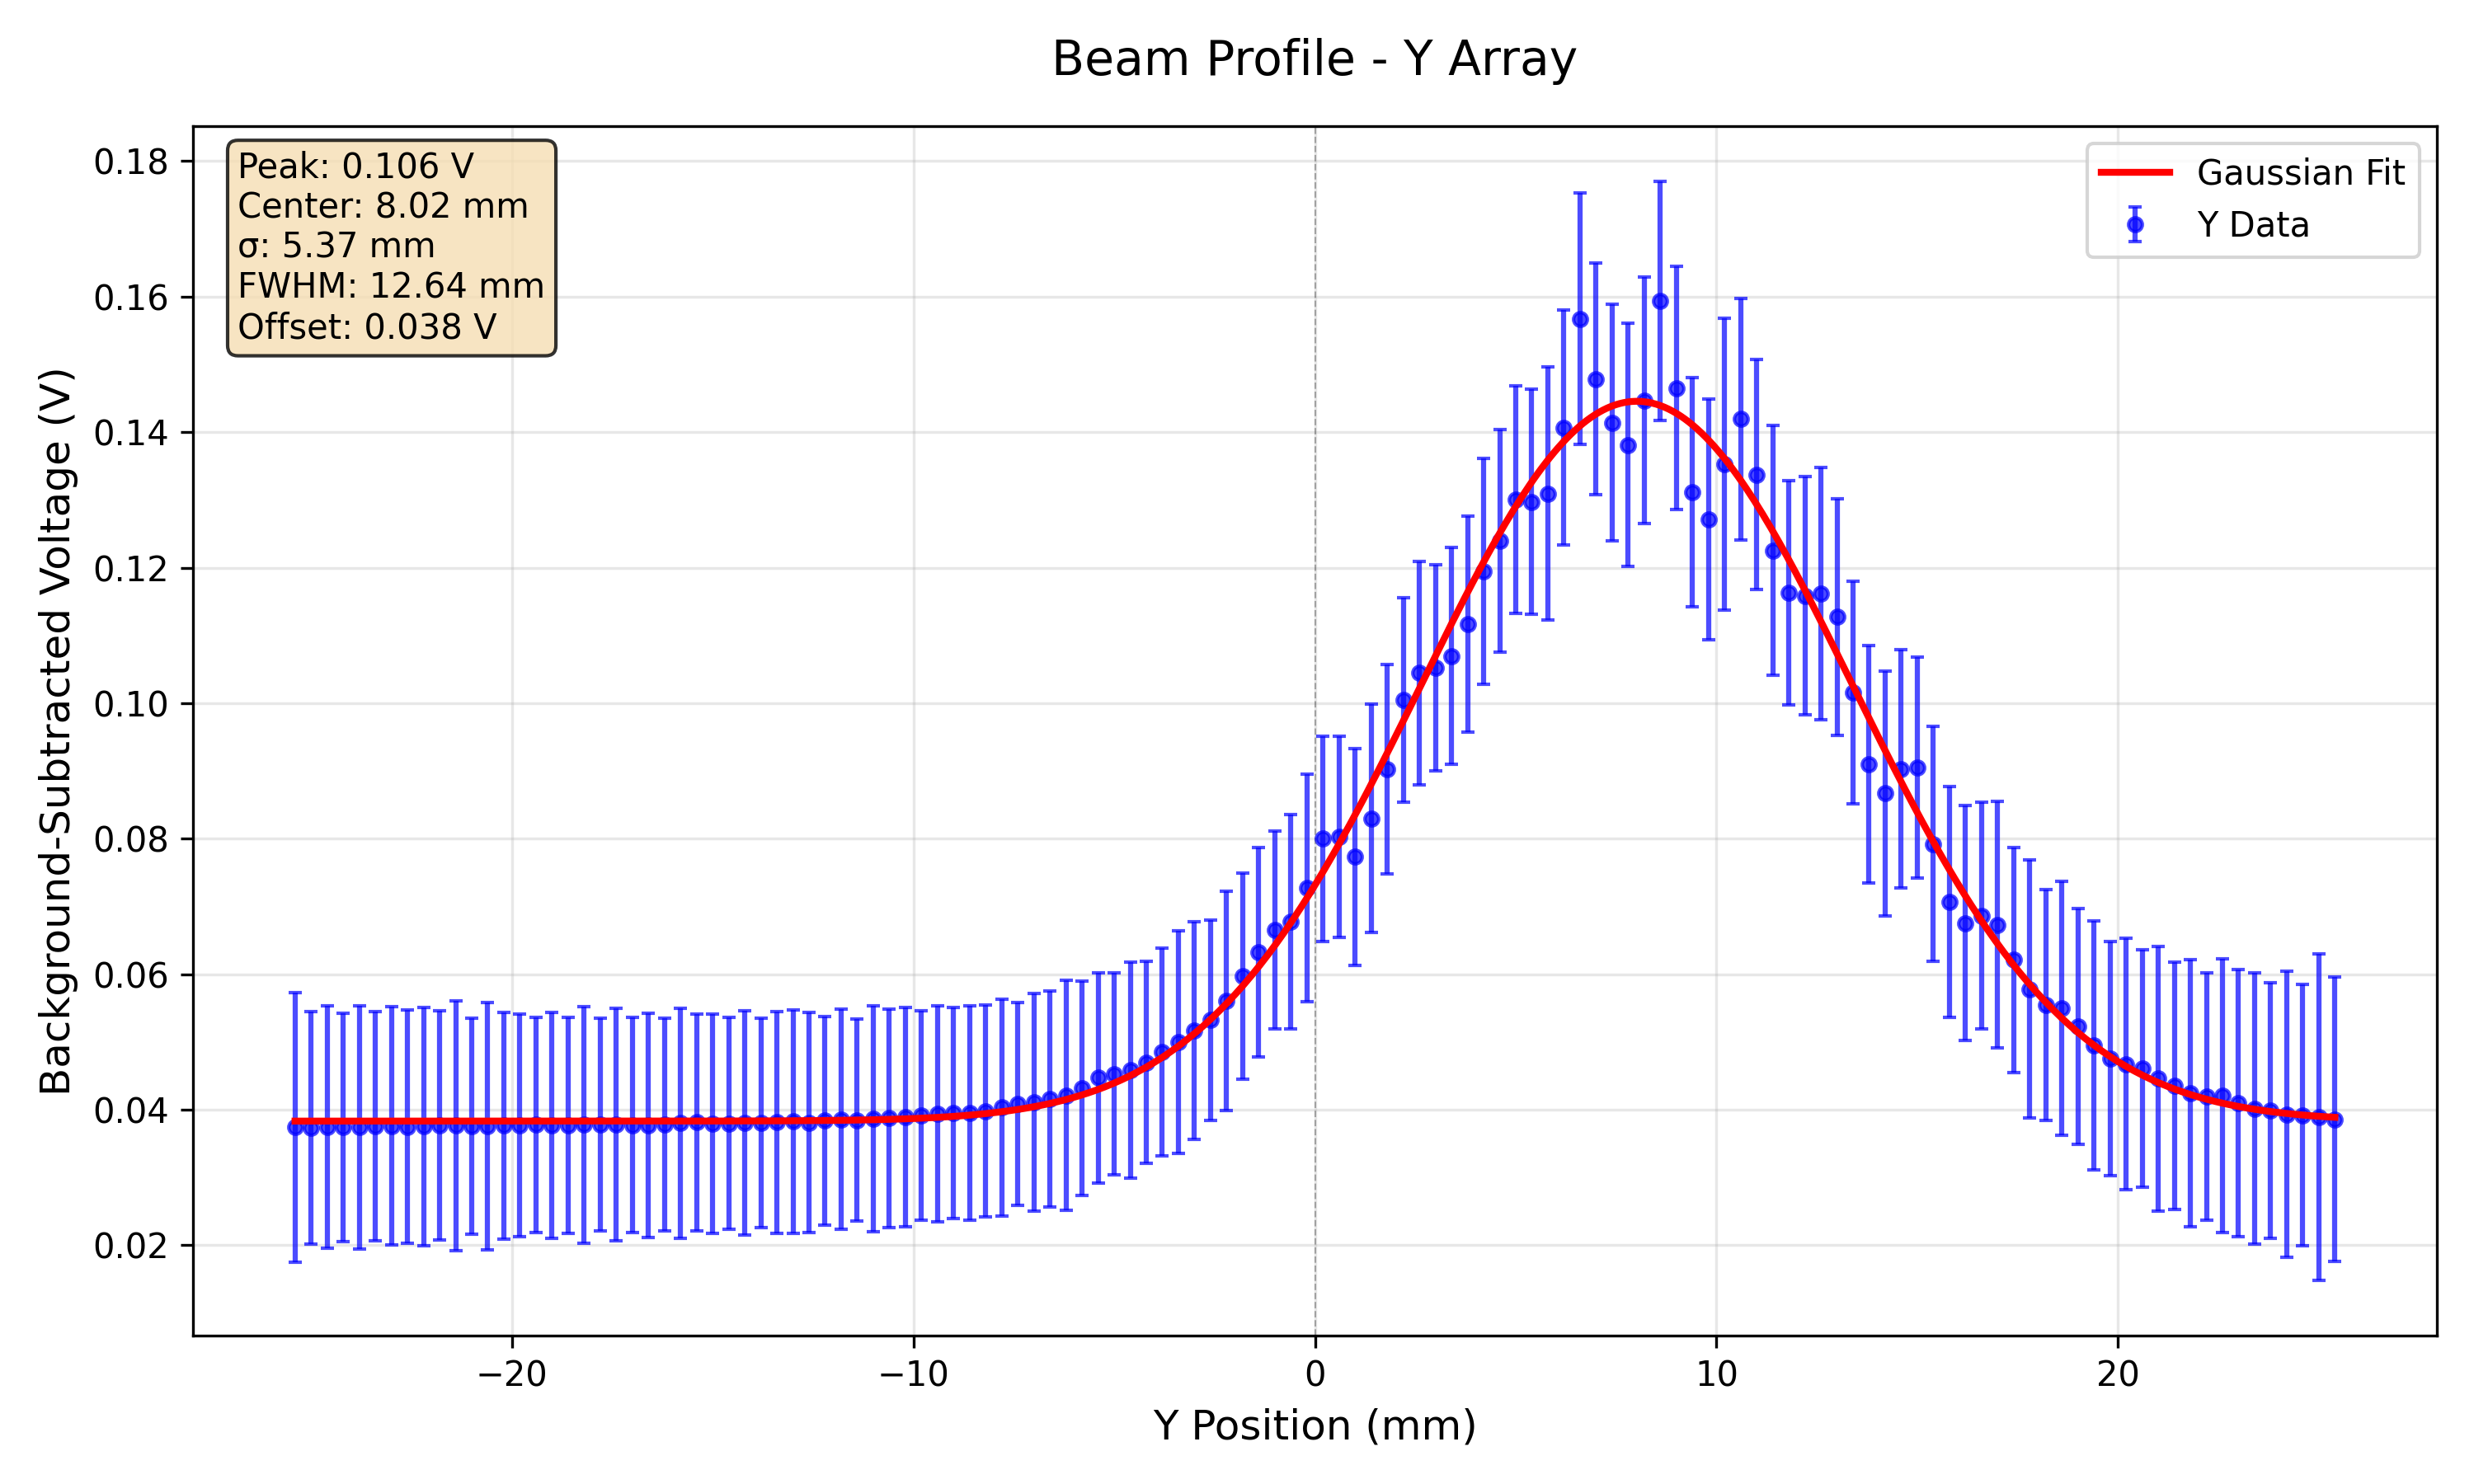 Beam Profile - Y Array
Peak: 0.106 V
Center: 8.02 mm
σ: 5.37 mm
FWHM: 12.64 mm
Offset: 0.038 V
Gaussian Fit
Y Data
Background-Subtracted Voltage (V)
0.18
0.16
0.14
0.12
0.10
0.08
0.06
0.04
0.02
−20 −10 0 10 20
Y Position (mm)